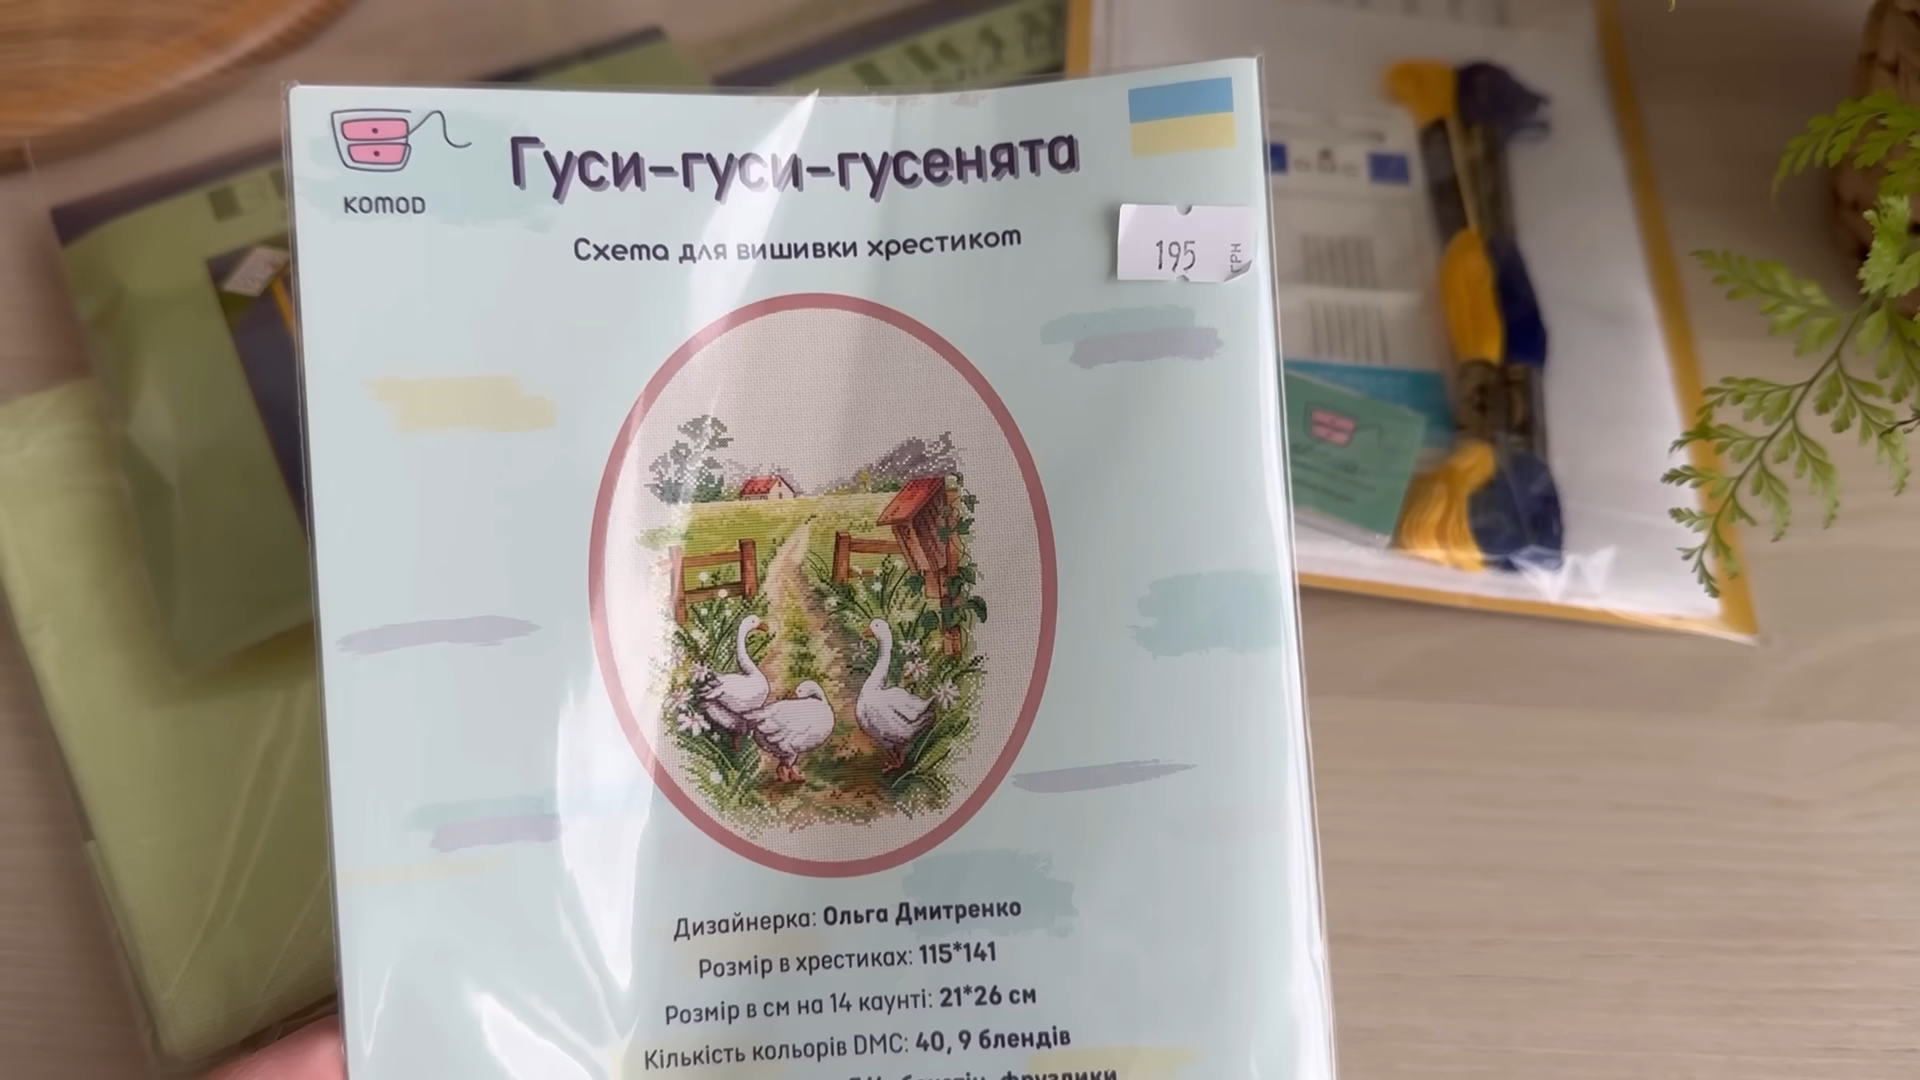 KOMOD
Гуси-гуси-гусенята
Схема для вишивки хрестиком
195
ГРН
Дизайнерка: Ольга Дмитренко
Розмір в хрестиках: 115*141
Розмір в см на 14 каунті: 21*26 см
Кількість кольорів DMC: 40, 9 блендів